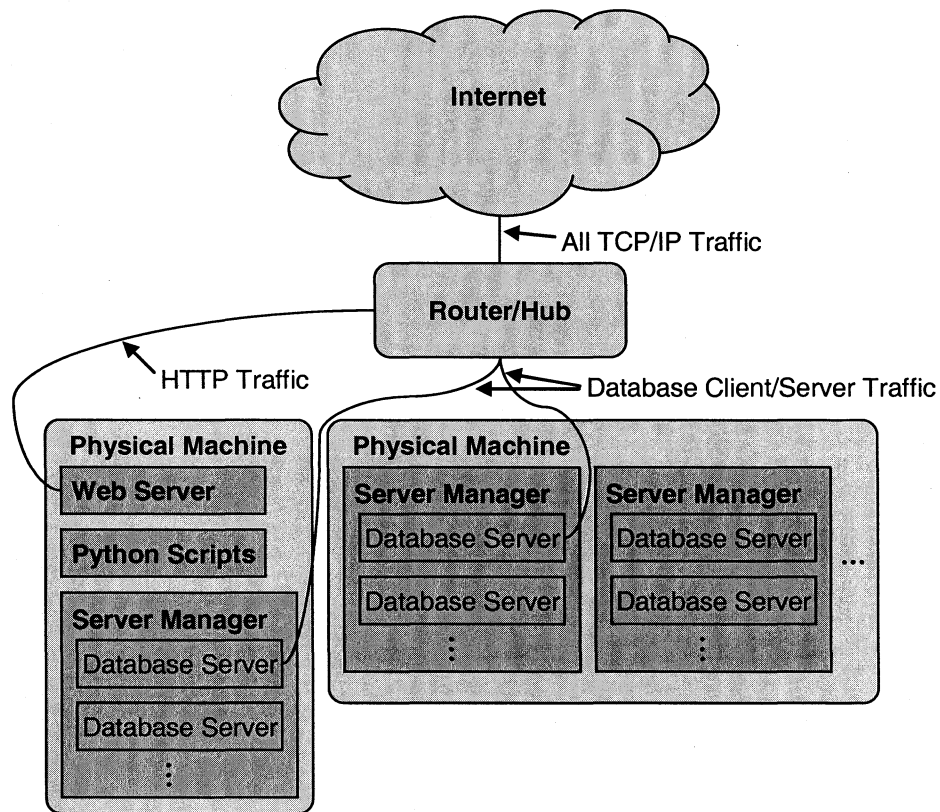 Internet
All TCP/IP Traffic
Router/Hub
HTTP Traffic
Database Client/Server Traffic
Physical Machine
Web Server
Python Scripts
Server Manager
Database Server
Database Server
⋮
Physical Machine
Server Manager
Database Server
Database Server
⋮
Server Manager
Database Server
Database Server
⋮
...